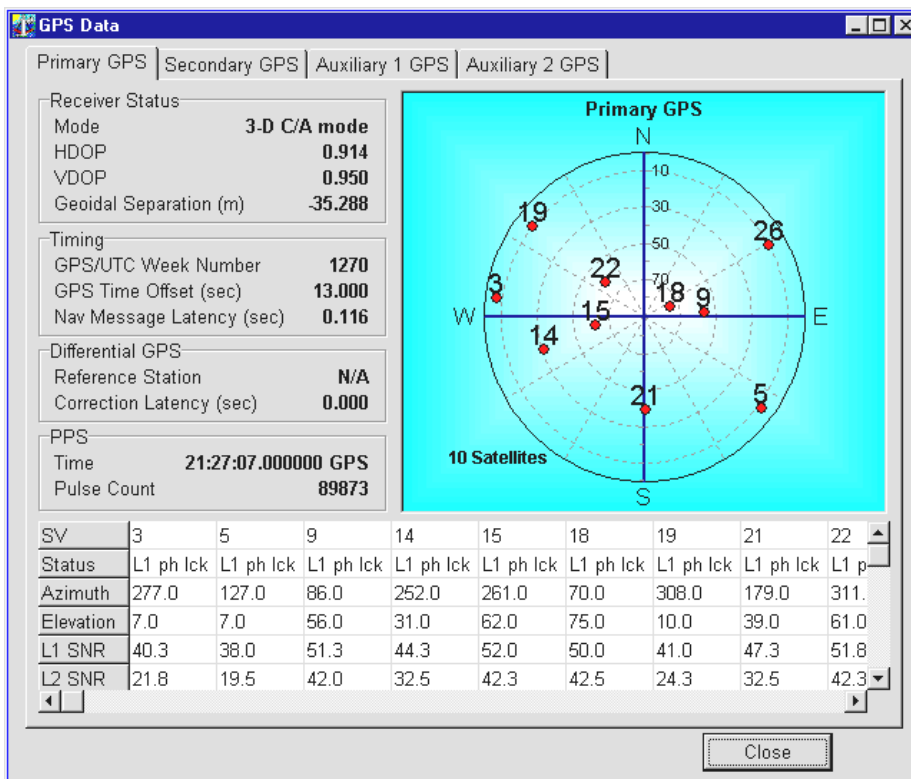 GPS Data
Primary GPS Secondary GPS Auxiliary 1 GPS Auxiliary 2 GPS
Receiver Status
Mode 3-D C/A mode
HDOP 0.914
VDOP 0.950
Geoidal Separation (m) -35.288
Timing
GPS/UTC Week Number 1270
GPS Time Offset (sec) 13.000
Nav Message Latency (sec) 0.116
Differential GPS
Reference Station N/A
Correction Latency (sec) 0.000
PPS
Time 21:27:07.000000 GPS
Pulse Count 89873
Primary GPS
N
10
30
19
26
50
22
70
3
18
9
W
15
E
14
21
5
10 Satellites
S
SV 3 5 9 14 15 18 19 21 22
Status L1 ph lck L1 ph lck L1 ph lck L1 ph lck L1 ph lck L1 ph lck L1 ph lck L1 ph lck L1 p
Azimuth 277.0 127.0 86.0 252.0 261.0 70.0 308.0 179.0 311.
Elevation 7.0 7.0 56.0 31.0 62.0 75.0 10.0 39.0 61.0
L1 SNR 40.3 38.0 51.3 44.3 52.0 50.0 41.0 47.3 51.8
L2 SNR 21.8 19.5 42.0 32.5 42.3 42.5 24.3 32.5 42.3
Close